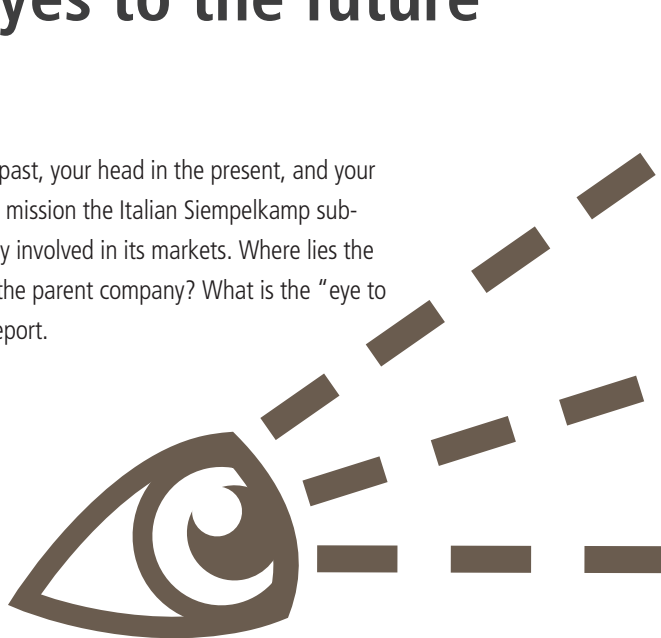 yes to the future
past, your head in the present, and your
mission the Italian Siempelkamp sub-
y involved in its markets. Where lies the
the parent company? What is the “eye to
eport.